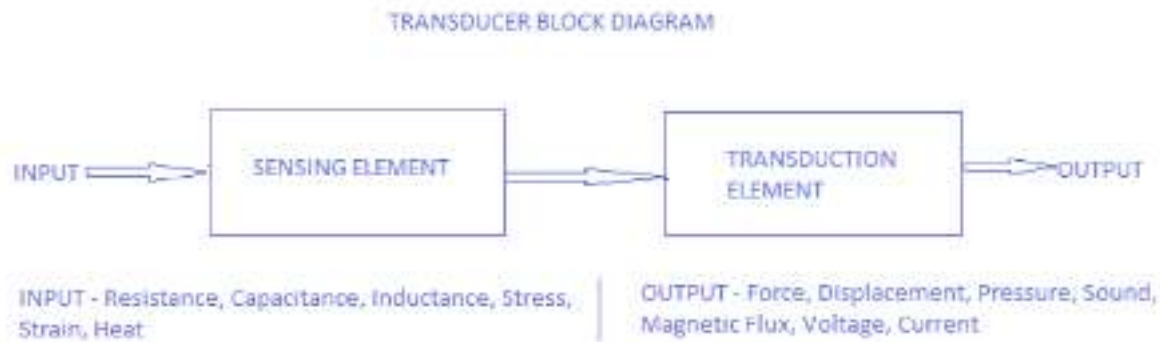 TRANSDUCER BLOCK DIAGRAM
INPUT
SENSING ELEMENT
TRANSDUCTION
ELEMENT
OUTPUT
INPUT - Resistance, Capacitance, Inductance, Stress,
Strain, Heat
OUTPUT - Force, Displacement, Pressure, Sound,
Magnetic Flux, Voltage, Current